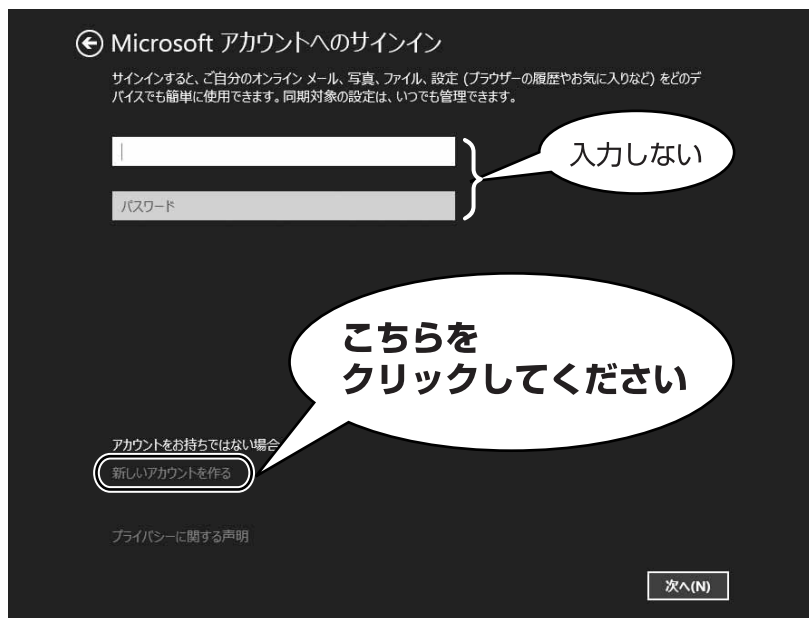 Microsoft アカウントへのサインイン
サインインすると、ご自分のオンライン メール、写真、ファイル、設定 (ブラウザーの履歴やお気に入りなど) をどのデ
バイスでも簡単に使用できます。同期対象の設定は、いつでも管理できます。
入力しない
パスワード
こちらを
クリックしてください
アカウントをお持ちではない場合
新しいアカウントを作る
プライバシーに関する声明
次へ(N)